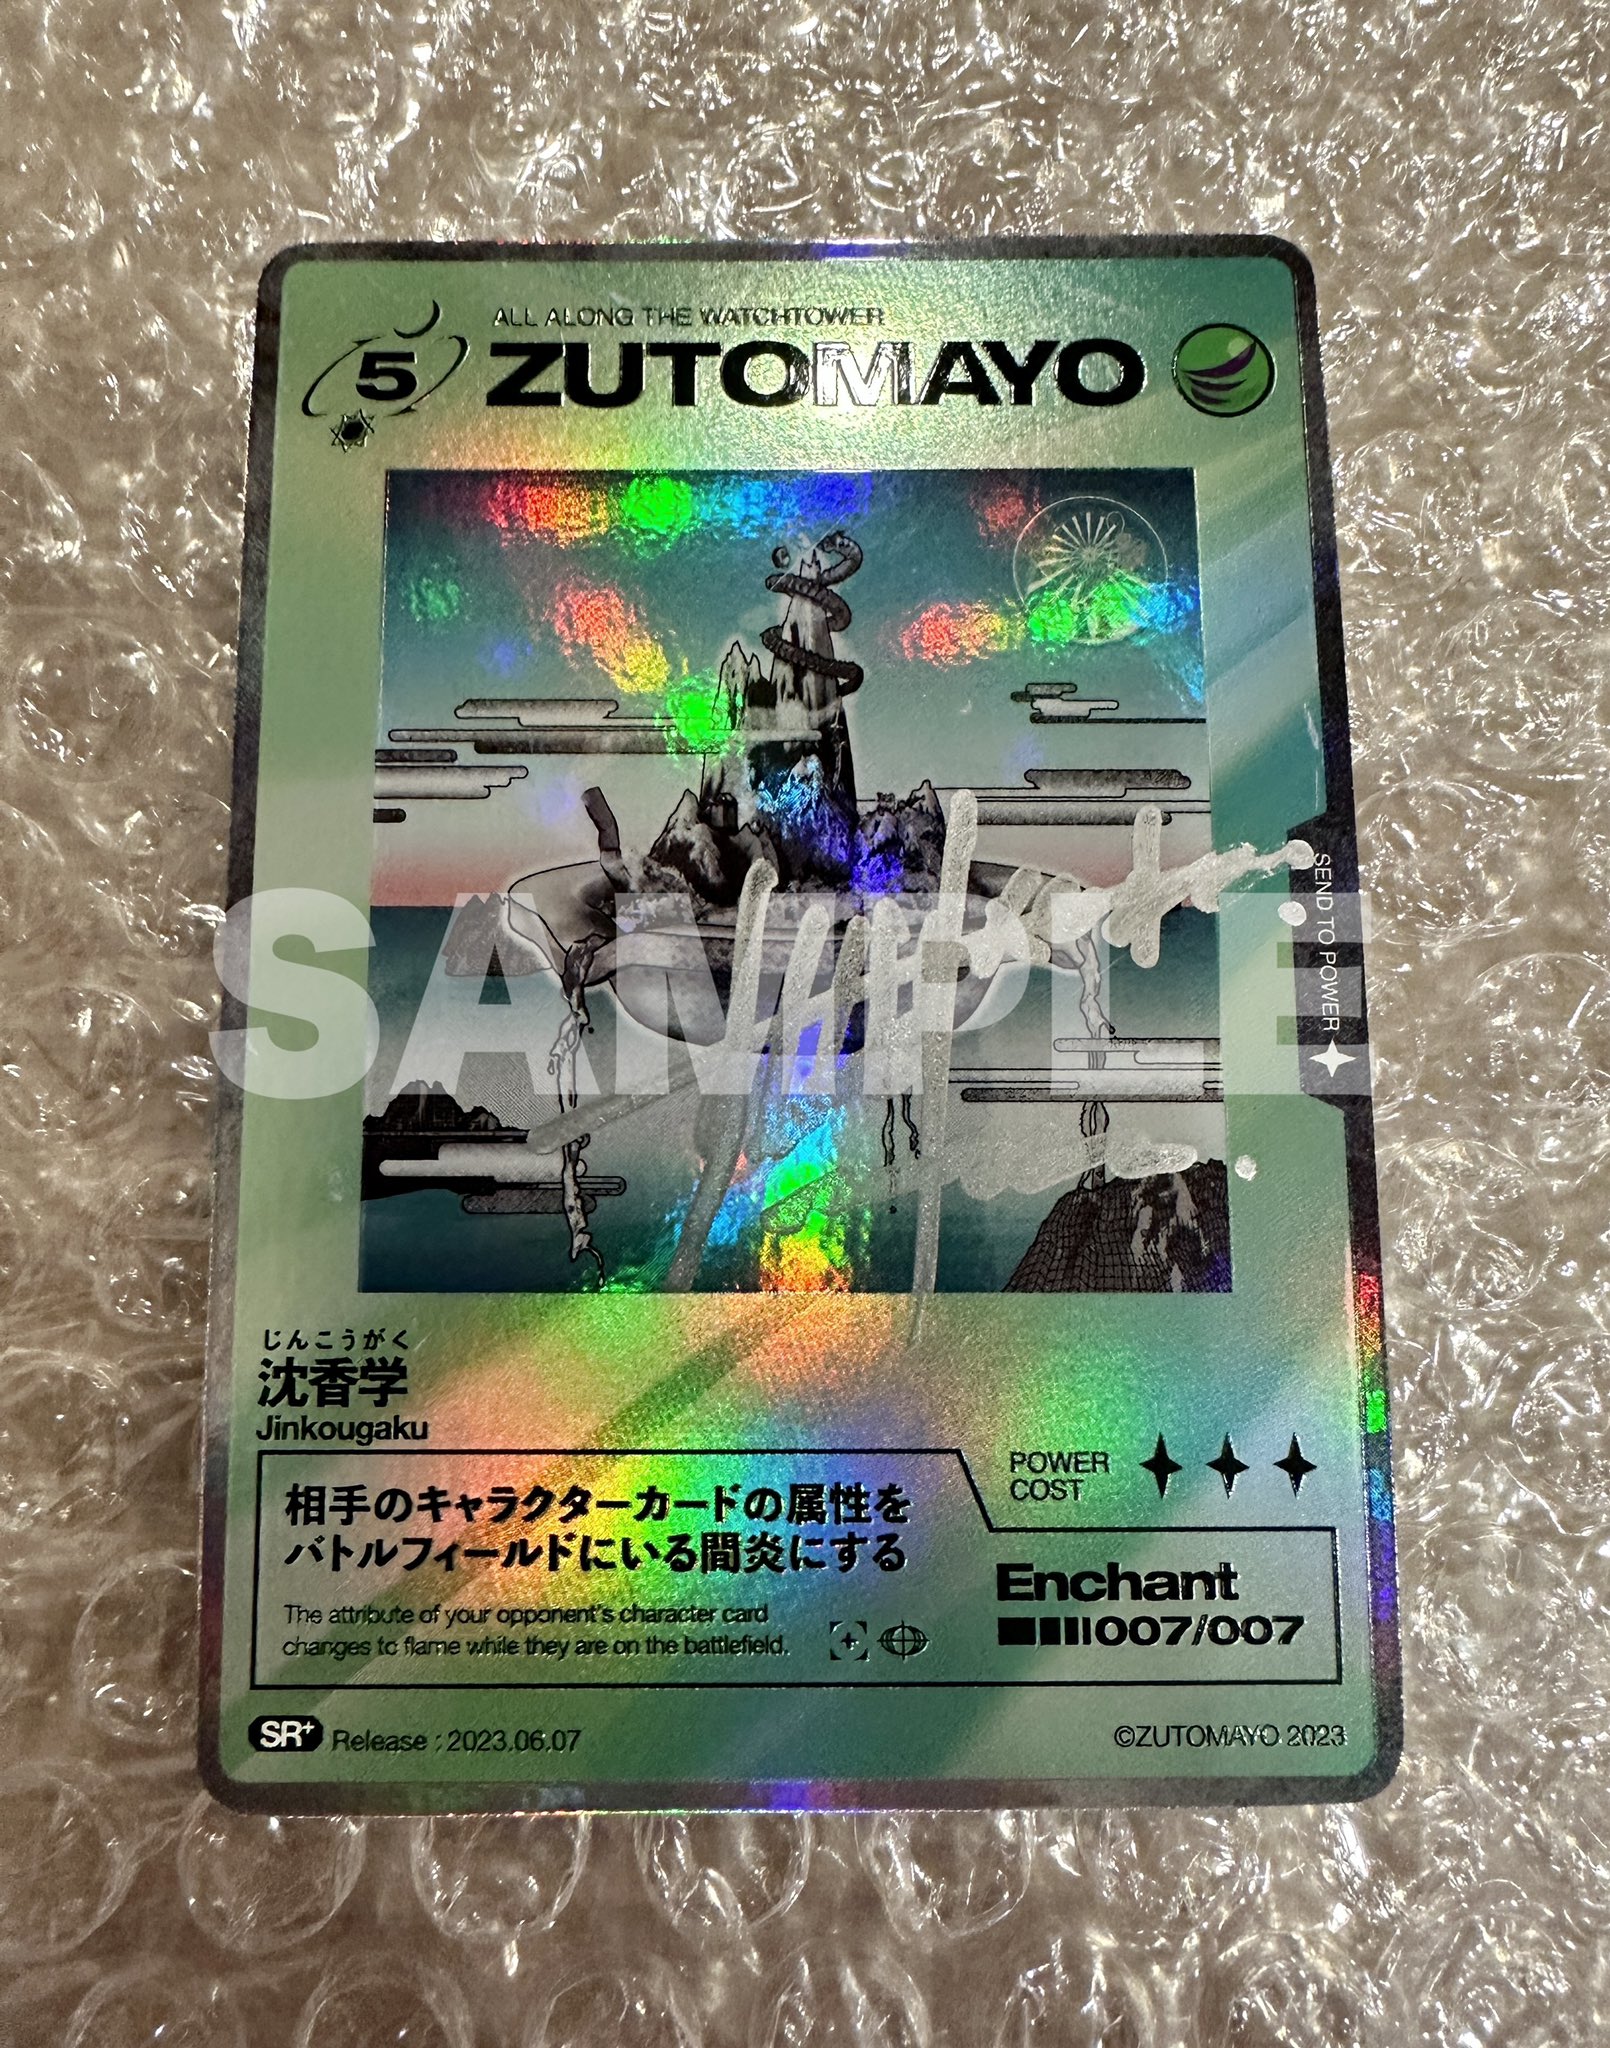 ALL ALONG THE WATCHTOWER
5
ZUTOMAYO
SEND TO POWER
SAMPLE
じんこうがく
沈香学
Jinkougaku
POWER
COST
相手のキャラクターカードの属性を
バトルフィールドにいる間炎にする
The attribute of your opponent's character card
changes to flame while they are on the battlefield.
Enchant
007/007
SR+ Release : 2023.06.07
©ZUTOMAYO 2023